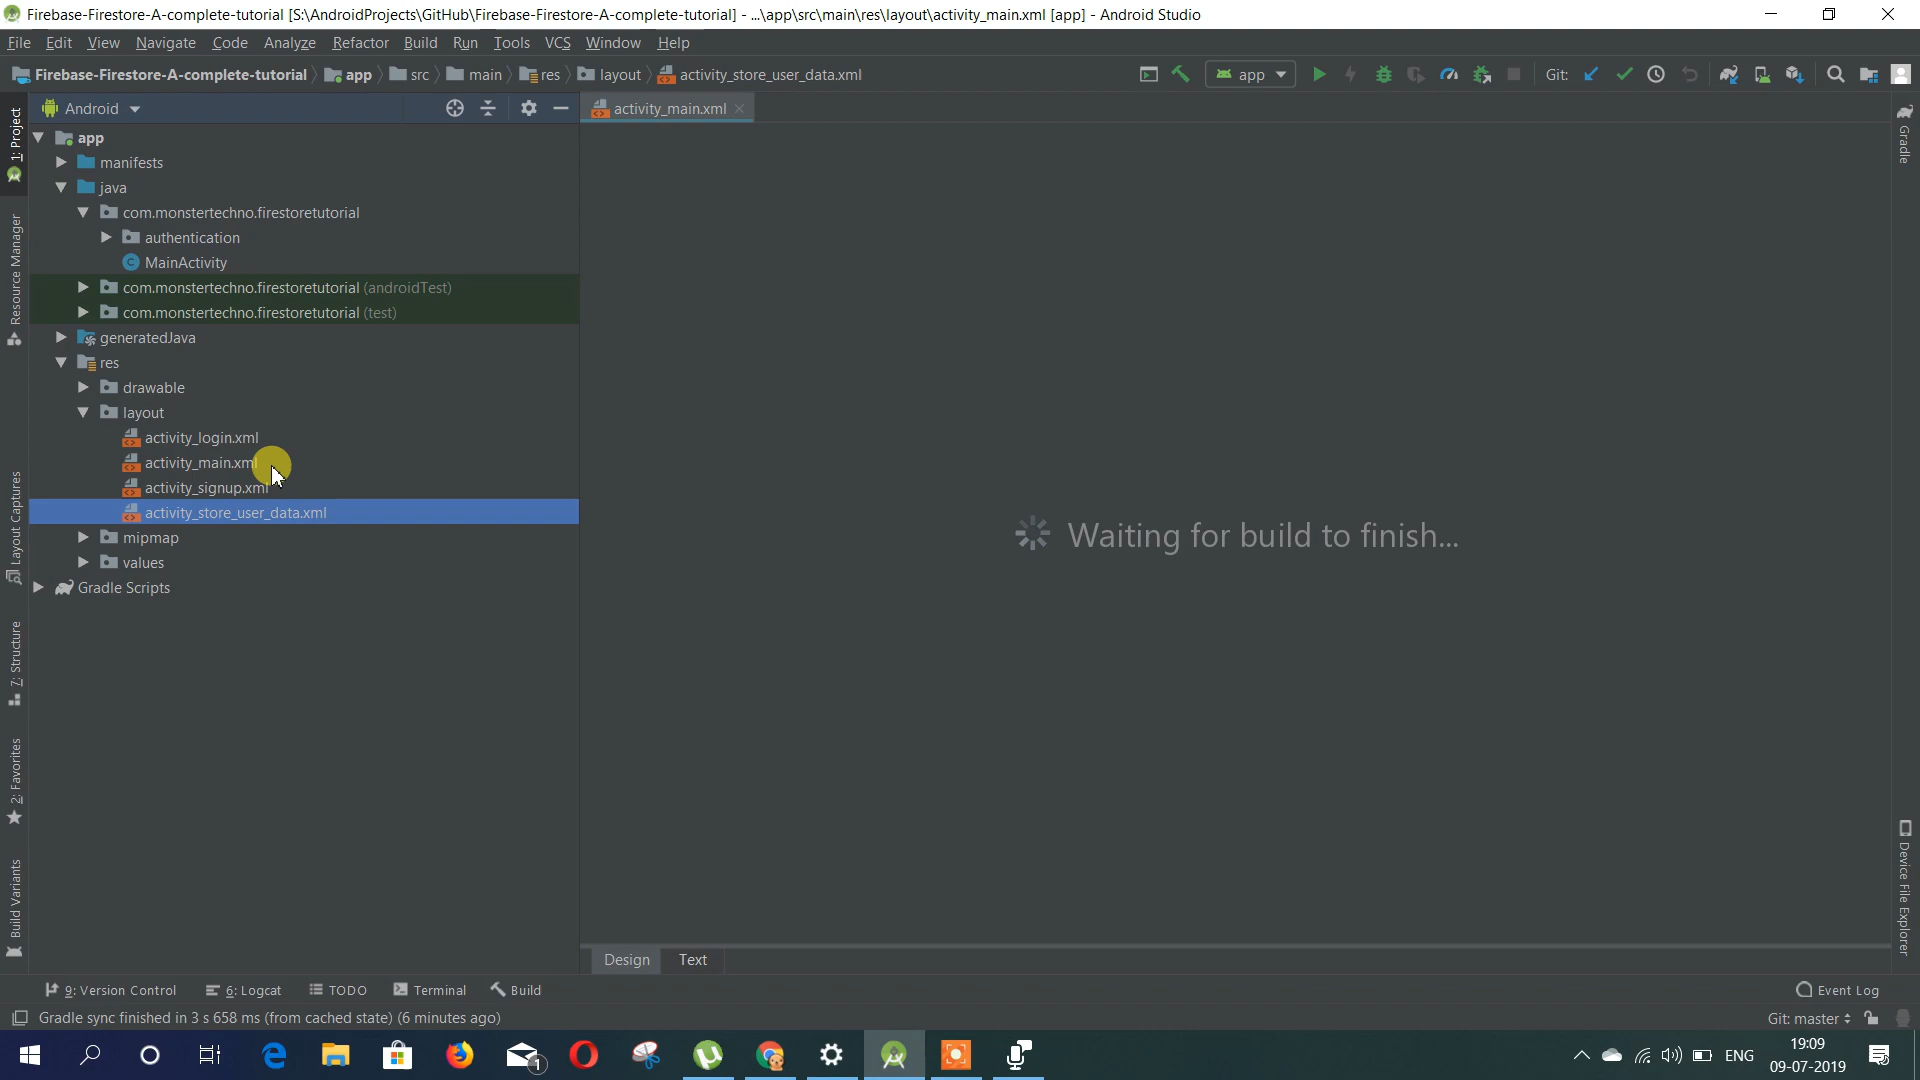 Firebase-Firestore-A-complete-tutorial [S:\AndroidProjects\GitHub\Firebase-Firestore-A-complete-tutorial] - ...\app\src\main\res\layout\activity_main.xml [app] - Android Studio
File Edit View Navigate Code Analyze Refactor Build Run Tools VCS Window Help
Firebase-Firestore-A-complete-tutorial app src main res layout activity_store_user_data.xml app Git:
Android
activity_main.xml
app
manifests
java
com.monstertechno.firestoretutorial
authentication
MainActivity
com.monstertechno.firestoretutorial (androidTest)
com.monstertechno.firestoretutorial (test)
generatedJava
res
drawable
layout
activity_login.xml
activity_main.xml
activity_signup.xml
activity_store_user_data.xml
mipmap
values
Gradle Scripts
1: Project
Resource Manager
Layout Captures
7: Structure
2: Favorites
Build Variants
Waiting for build to finish...
Gradle
Device File Explorer
Design Text
9: Version Control 6: Logcat TODO Terminal Build Event Log
Gradle sync finished in 3 s 658 ms (from cached state) (6 minutes ago) Git: master
1
ENG
19:09
09-07-2019